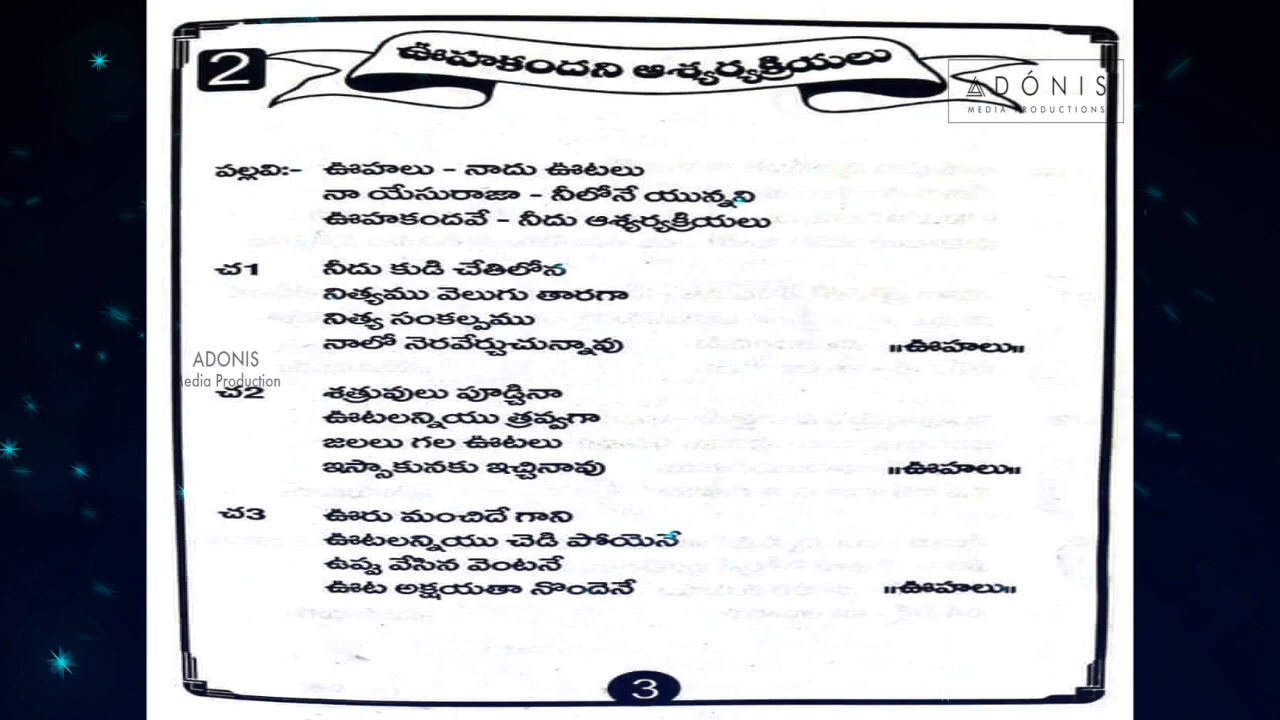 2
ఊహకందని ఆశ్చర్యక్రియలు
ADÓNIS
MEDIA PRODUCTIONS
పల్లవిః- ఊహలు - నాదు ఊటలు
నా యేసురాజా - నీలోనే యున్నవి
ఊహకందవే - నీదు ఆశ్చర్యక్రియలు
చ1 నీదు కుడి చేతిలోన
నిత్యము వెలుగు తారగా
నిత్య సంకల్పము
నాలో నెరవేర్చుచున్నావు ॥ఊహలు॥
ADONIS
Media Production
చ2 శత్రువులు పూడ్చినా
ఊటలన్నియు త్రవ్వగా
జలలు గల ఊటలు
ఇస్సాకునకు ఇచ్చినావు ॥ఊహలు॥
చ3 ఊరు మంచిదే గాని
ఊటలన్నియు చెడి పోయెనే
ఉప్పు వేసిన వెంటనే
ఊట అక్షయతా నొందెనే ॥ఊహలు॥
3